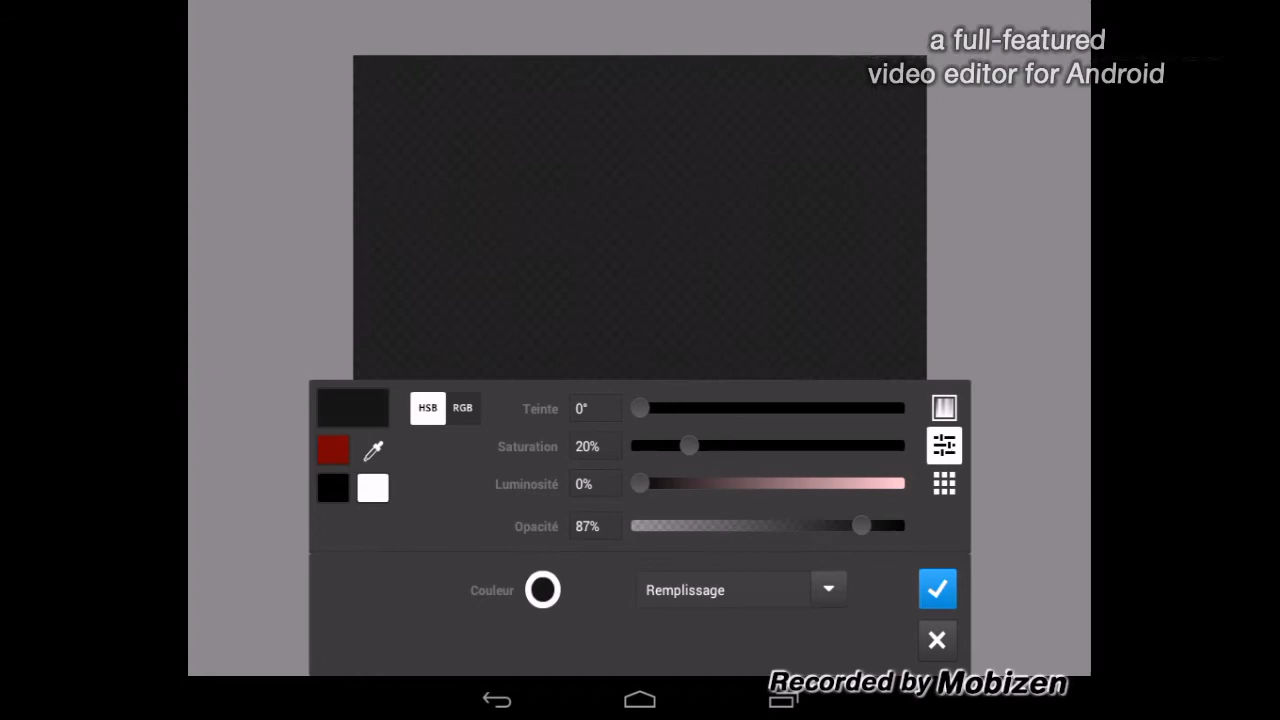 a full-featured
video editor for Android
HSB RGB Teinte 0°
Saturation 20%
Luminosité 0%
Opacité 87%
Couleur Remplissage
Recorded by Mobizen